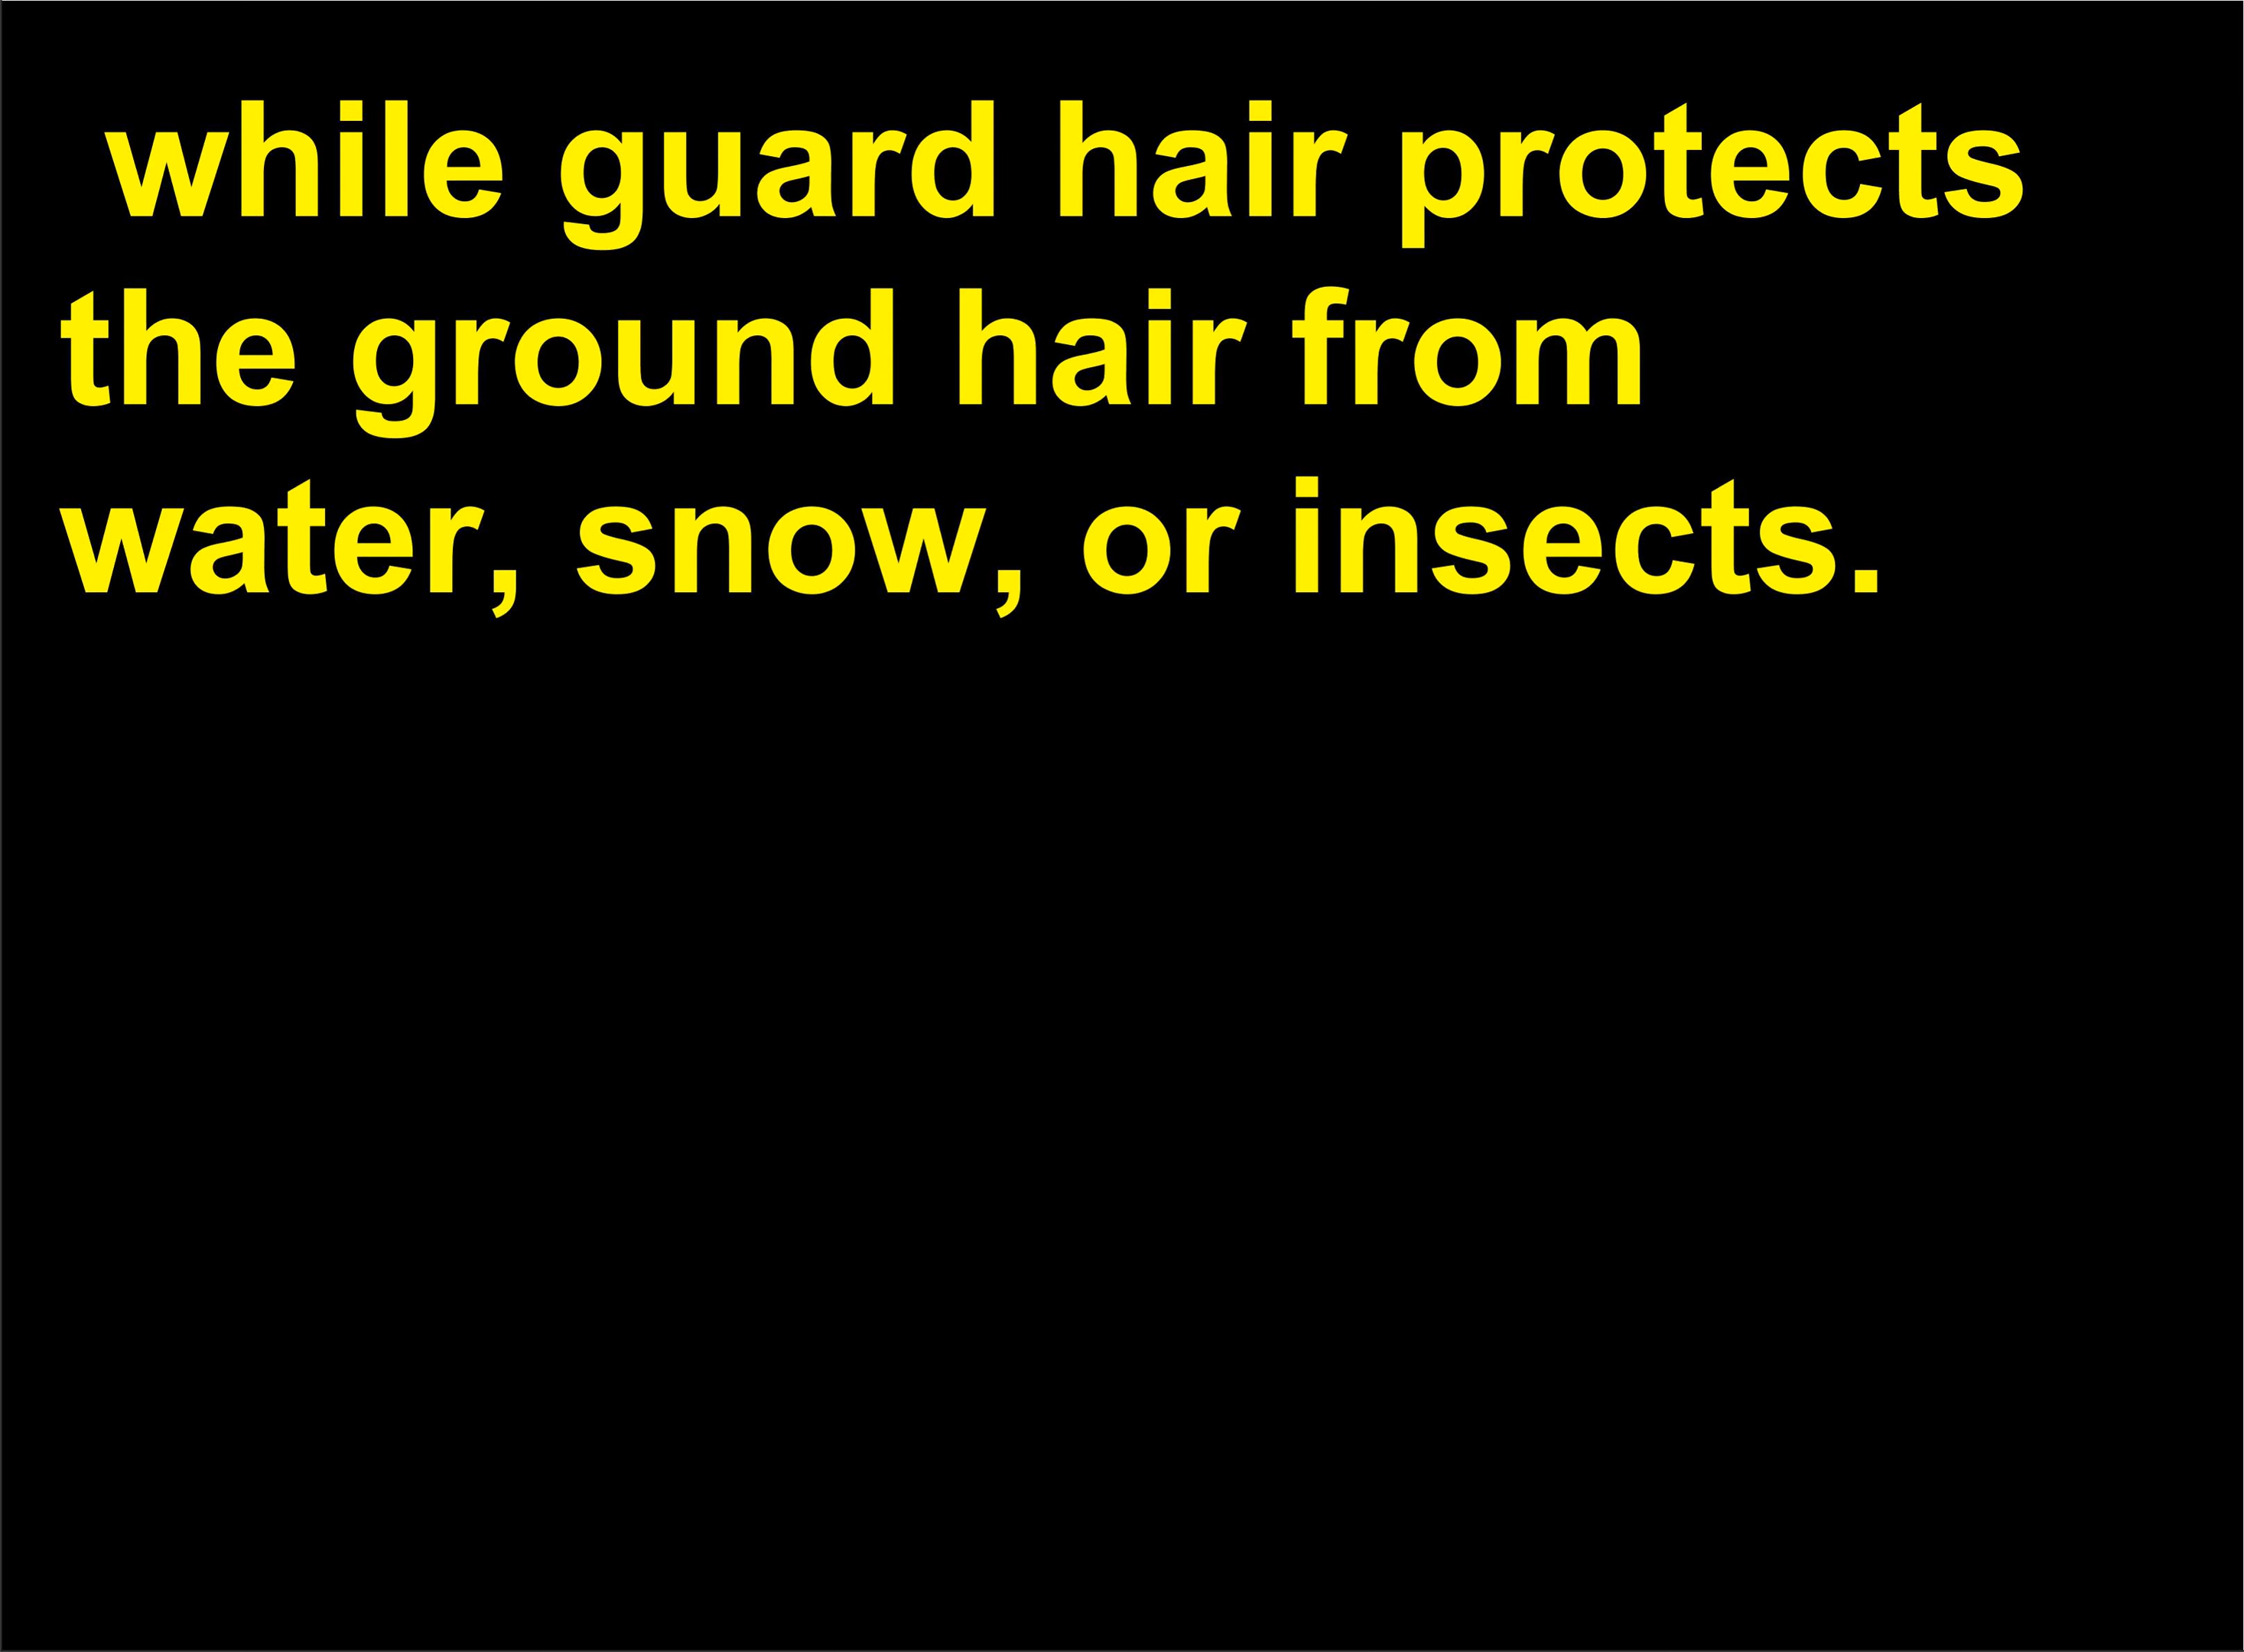 while guard hair protects
the ground hair from
water, snow, or insects.